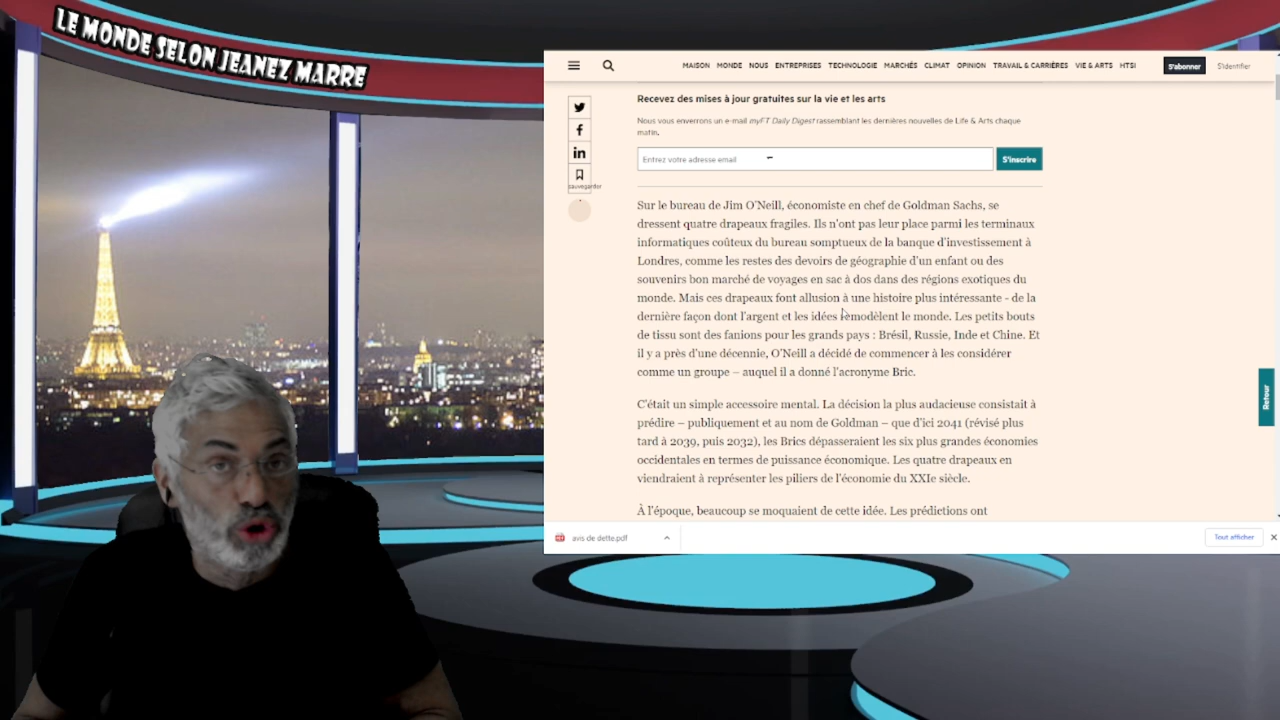 LE MONDE SELON JEANEZ MARRE
MAISON MONDE NOUS ENTREPRISES TECHNOLOGIE MARCHÉS CLIMAT OPINION TRAVAIL & CARRIÈRES VIE & ARTS HTSI
S'abonner S'identifier
Recevez des mises à jour gratuites sur la vie et les arts
Nous vous enverrons un e-mail myFT Daily Digest rassemblant les dernières nouvelles de Life & Arts chaque
matin.
Entrez votre adresse email
S'inscrire
sauvegarder
Sur le bureau de Jim O'Neill, économiste en chef de Goldman Sachs, se
dressent quatre drapeaux fragiles. Ils n'ont pas leur place parmi les terminaux
informatiques coûteux du bureau somptueux de la banque d'investissement à
Londres, comme les restes des devoirs de géographie d'un enfant ou des
souvenirs bon marché de voyages en sac à dos dans des régions exotiques du
monde. Mais ces drapeaux font allusion à une histoire plus intéressante - de la
dernière façon dont l'argent et les idées remodèlent le monde. Les petits bouts
de tissu sont des fanions pour les grands pays : Brésil, Russie, Inde et Chine. Et
il y a près d'une décennie, O'Neill a décidé de commencer à les considérer
comme un groupe – auquel il a donné l'acronyme Bric.
C'était un simple accessoire mental. La décision la plus audacieuse consistait à
prédire – publiquement et au nom de Goldman – que d'ici 2041 (révisé plus
tard à 2039, puis 2032), les Brics dépasseraient les six plus grandes économies
occidentales en termes de puissance économique. Les quatre drapeaux en
viendraient à représenter les piliers de l'économie du XXIe siècle.
À l'époque, beaucoup se moquaient de cette idée. Les prédictions ont
Retour
avis de dette.pdf
Tout afficher